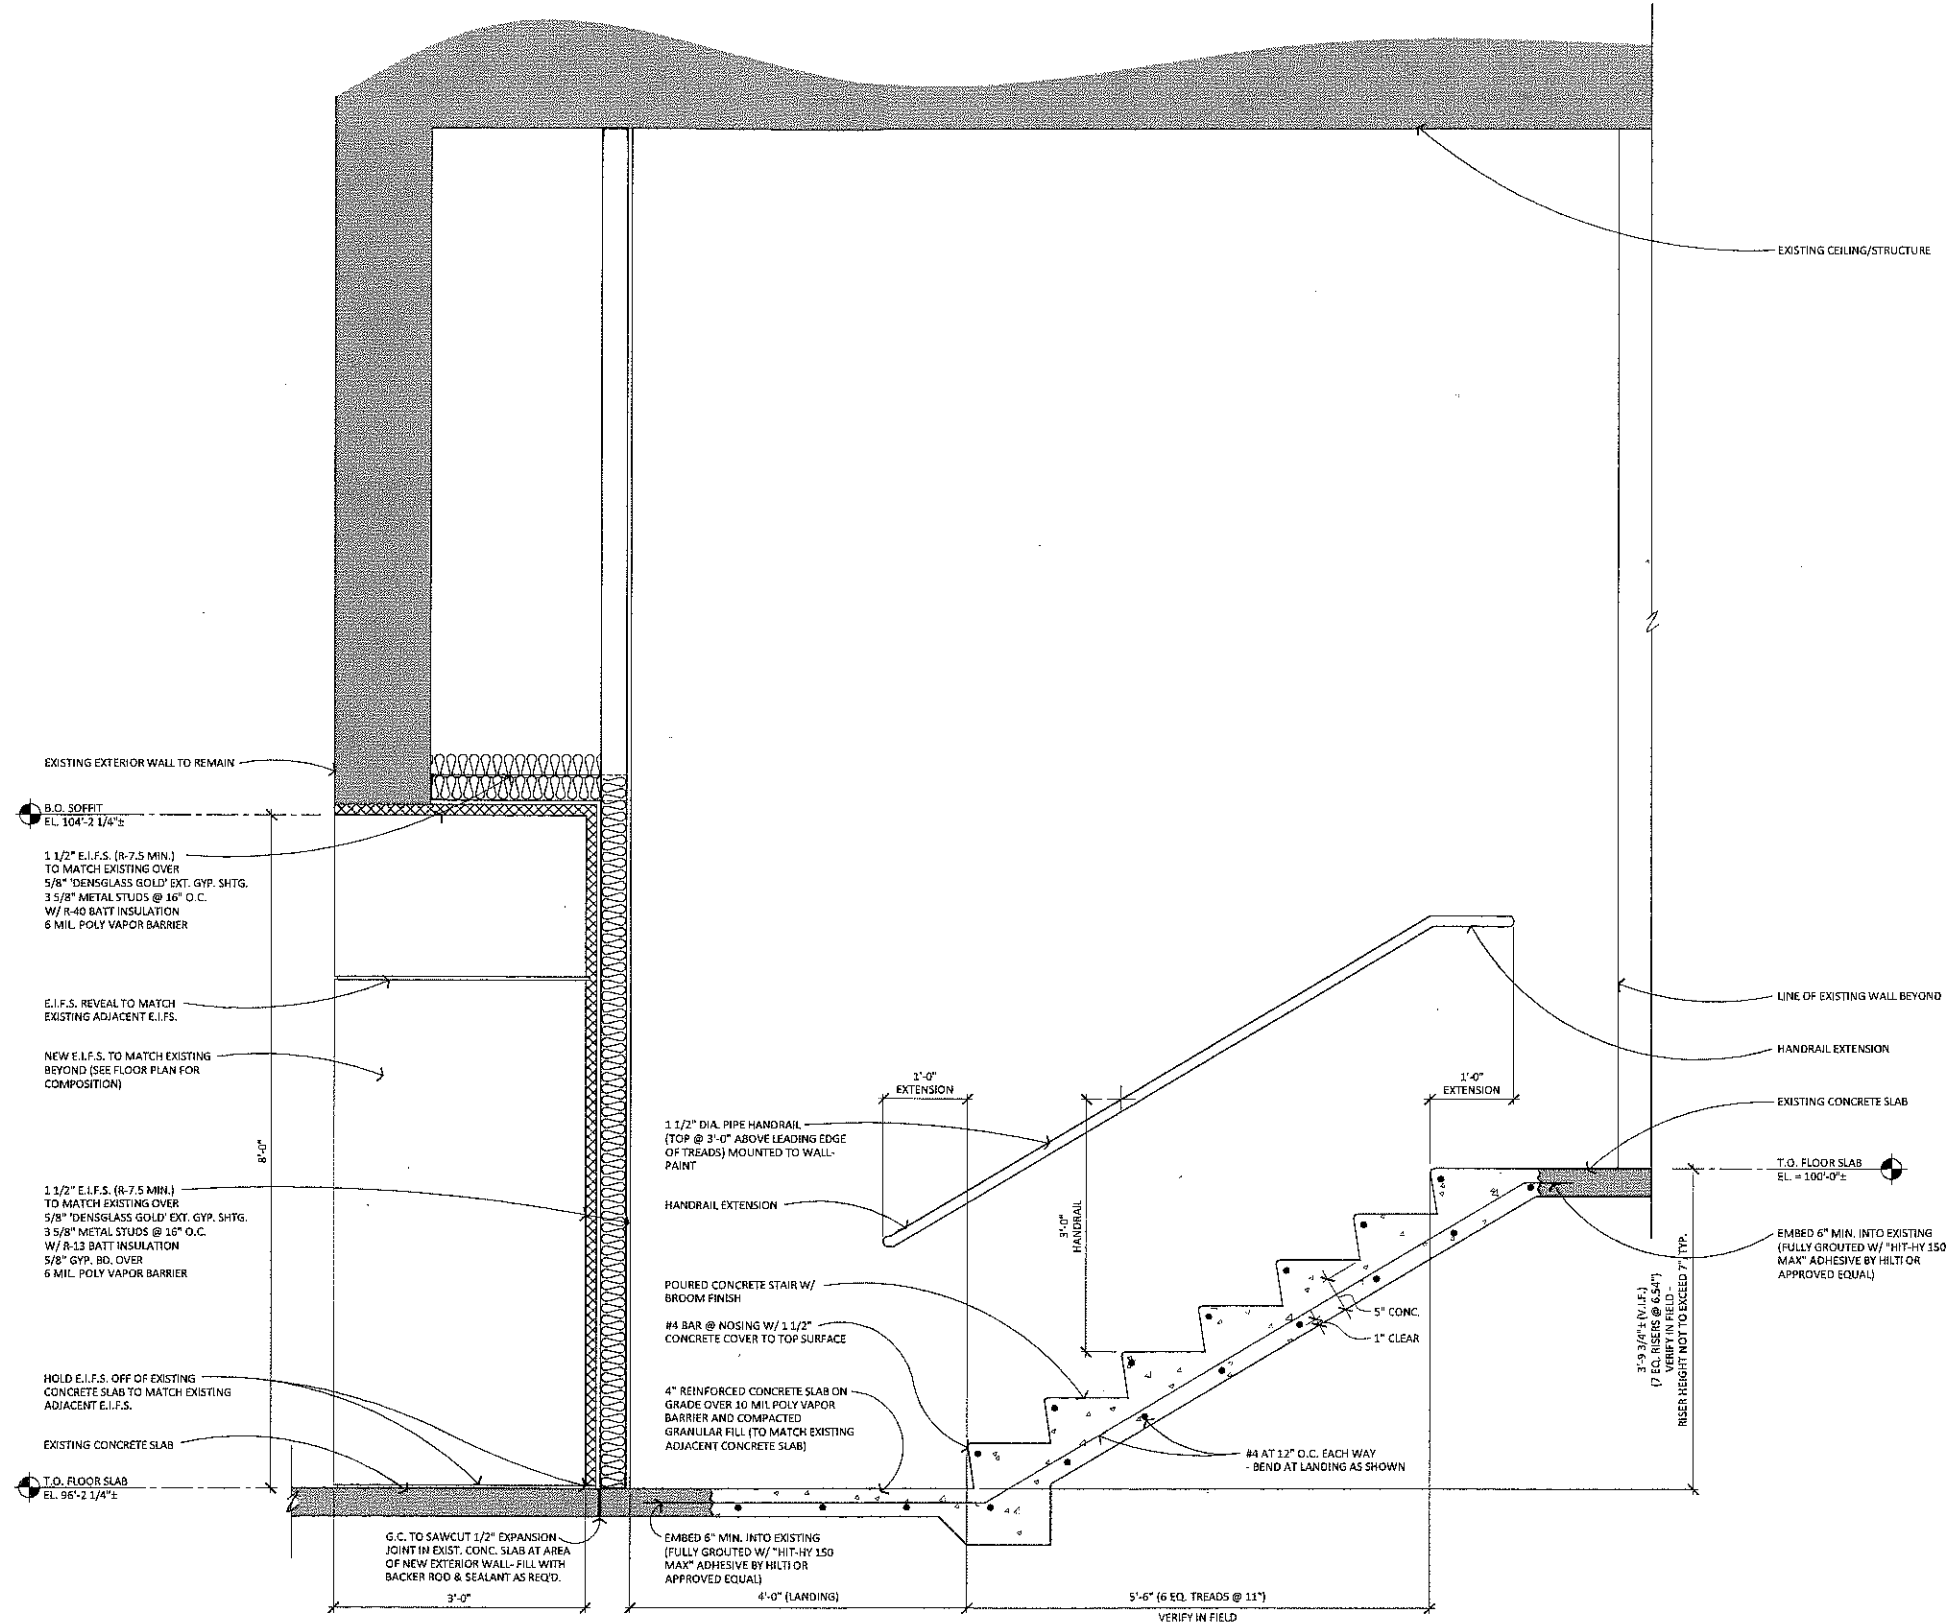 EXISTING CEILING/STRUCTURE
EXISTING EXTERIOR WALL TO REMAIN
B.O. SOFFIT
EL. 104'-2 1/4"±
1 1/2" E.I.F.S. (R-7.5 MIN.)
TO MATCH EXISTING OVER
5/8" 'DENSGLASS GOLD' EXT. GYP. SHTG.
3 5/8" METAL STUDS @ 16" O.C.
W/ R-40 BATT INSULATION
6 MIL. POLY VAPOR BARRIER
E.I.F.S. REVEAL TO MATCH
EXISTING ADJACENT E.I.FS.
NEW E.I.F.S. TO MATCH EXISTING
BEYOND (SEE FLOOR PLAN FOR
COMPOSITION)
8'-0"
1 1/2" E.I.F.S. (R-7.5 MIN.)
TO MATCH EXISTING OVER
5/8" 'DENSGLASS GOLD' EXT. GYP. SHTG.
3 5/8" METAL STUDS @ 16" O.C.
W/ R-13 BATT INSULATION
5/8" GYP. BD. OVER
6 MIL. POLY VAPOR BARRIER
HOLD E.I.F.S. OFF OF EXISTING
CONCRETE SLAB TO MATCH EXISTING
ADJACENT E.I.F.S.
EXISTING CONCRETE SLAB
T.O. FLOOR SLAB
EL. 96'-2 1/4"±
G.C. TO SAWCUT 1/2" EXPANSION
JOINT IN EXIST. CONC. SLAB AT AREA
OF NEW EXTERIOR WALL- FILL WITH
BACKER ROD & SEALANT AS REQ'D.
3'-0"
1'-0"
EXTENSION
1 1/2" DIA. PIPE HANDRAIL
(TOP @ 3'-0" ABOVE LEADING EDGE
OF TREADS) MOUNTED TO WALL-
PAINT
HANDRAIL EXTENSION
3'-0"
HANDRAIL
POURED CONCRETE STAIR W/
BROOM FINISH
#4 BAR @ NOSING W/ 1 1/2"
CONCRETE COVER TO TOP SURFACE
4" REINFORCED CONCRETE SLAB ON
GRADE OVER 10 MIL POLY VAPOR
BARRIER AND COMPACTED
GRANULAR FILL (TO MATCH EXISTING
ADJACENT CONCRETE SLAB)
EMBED 6" MIN. INTO EXISTING
(FULLY GROUTED W/ "HIT-HY 150
MAX" ADHESIVE BY HILTI OR
APPROVED EQUAL)
4'-0" (LANDING)
5'-6" (6 EQ. TREADS @ 11")
VERIFY IN FIELD
1'-0"
EXTENSION
5" CONC.
1" CLEAR
#4 AT 12" O.C. EACH WAY
- BEND AT LANDING AS SHOWN
LINE OF EXISTING WALL BEYOND
HANDRAIL EXTENSION
EXISTING CONCRETE SLAB
T.O. FLOOR SLAB
EL. = 100'-0"±
EMBED 6" MIN. INTO EXISTING
(FULLY GROUTED W/ "HIT-HY 150
MAX" ADHESIVE BY HILTI OR
APPROVED EQUAL)
3'-9 3/4"± (V.I.F.)
(7 EQ. RISERS @ 6.54")
VERIFY IN FIELD -
RISER HEIGHT NOT TO EXCEED 7" TYP.